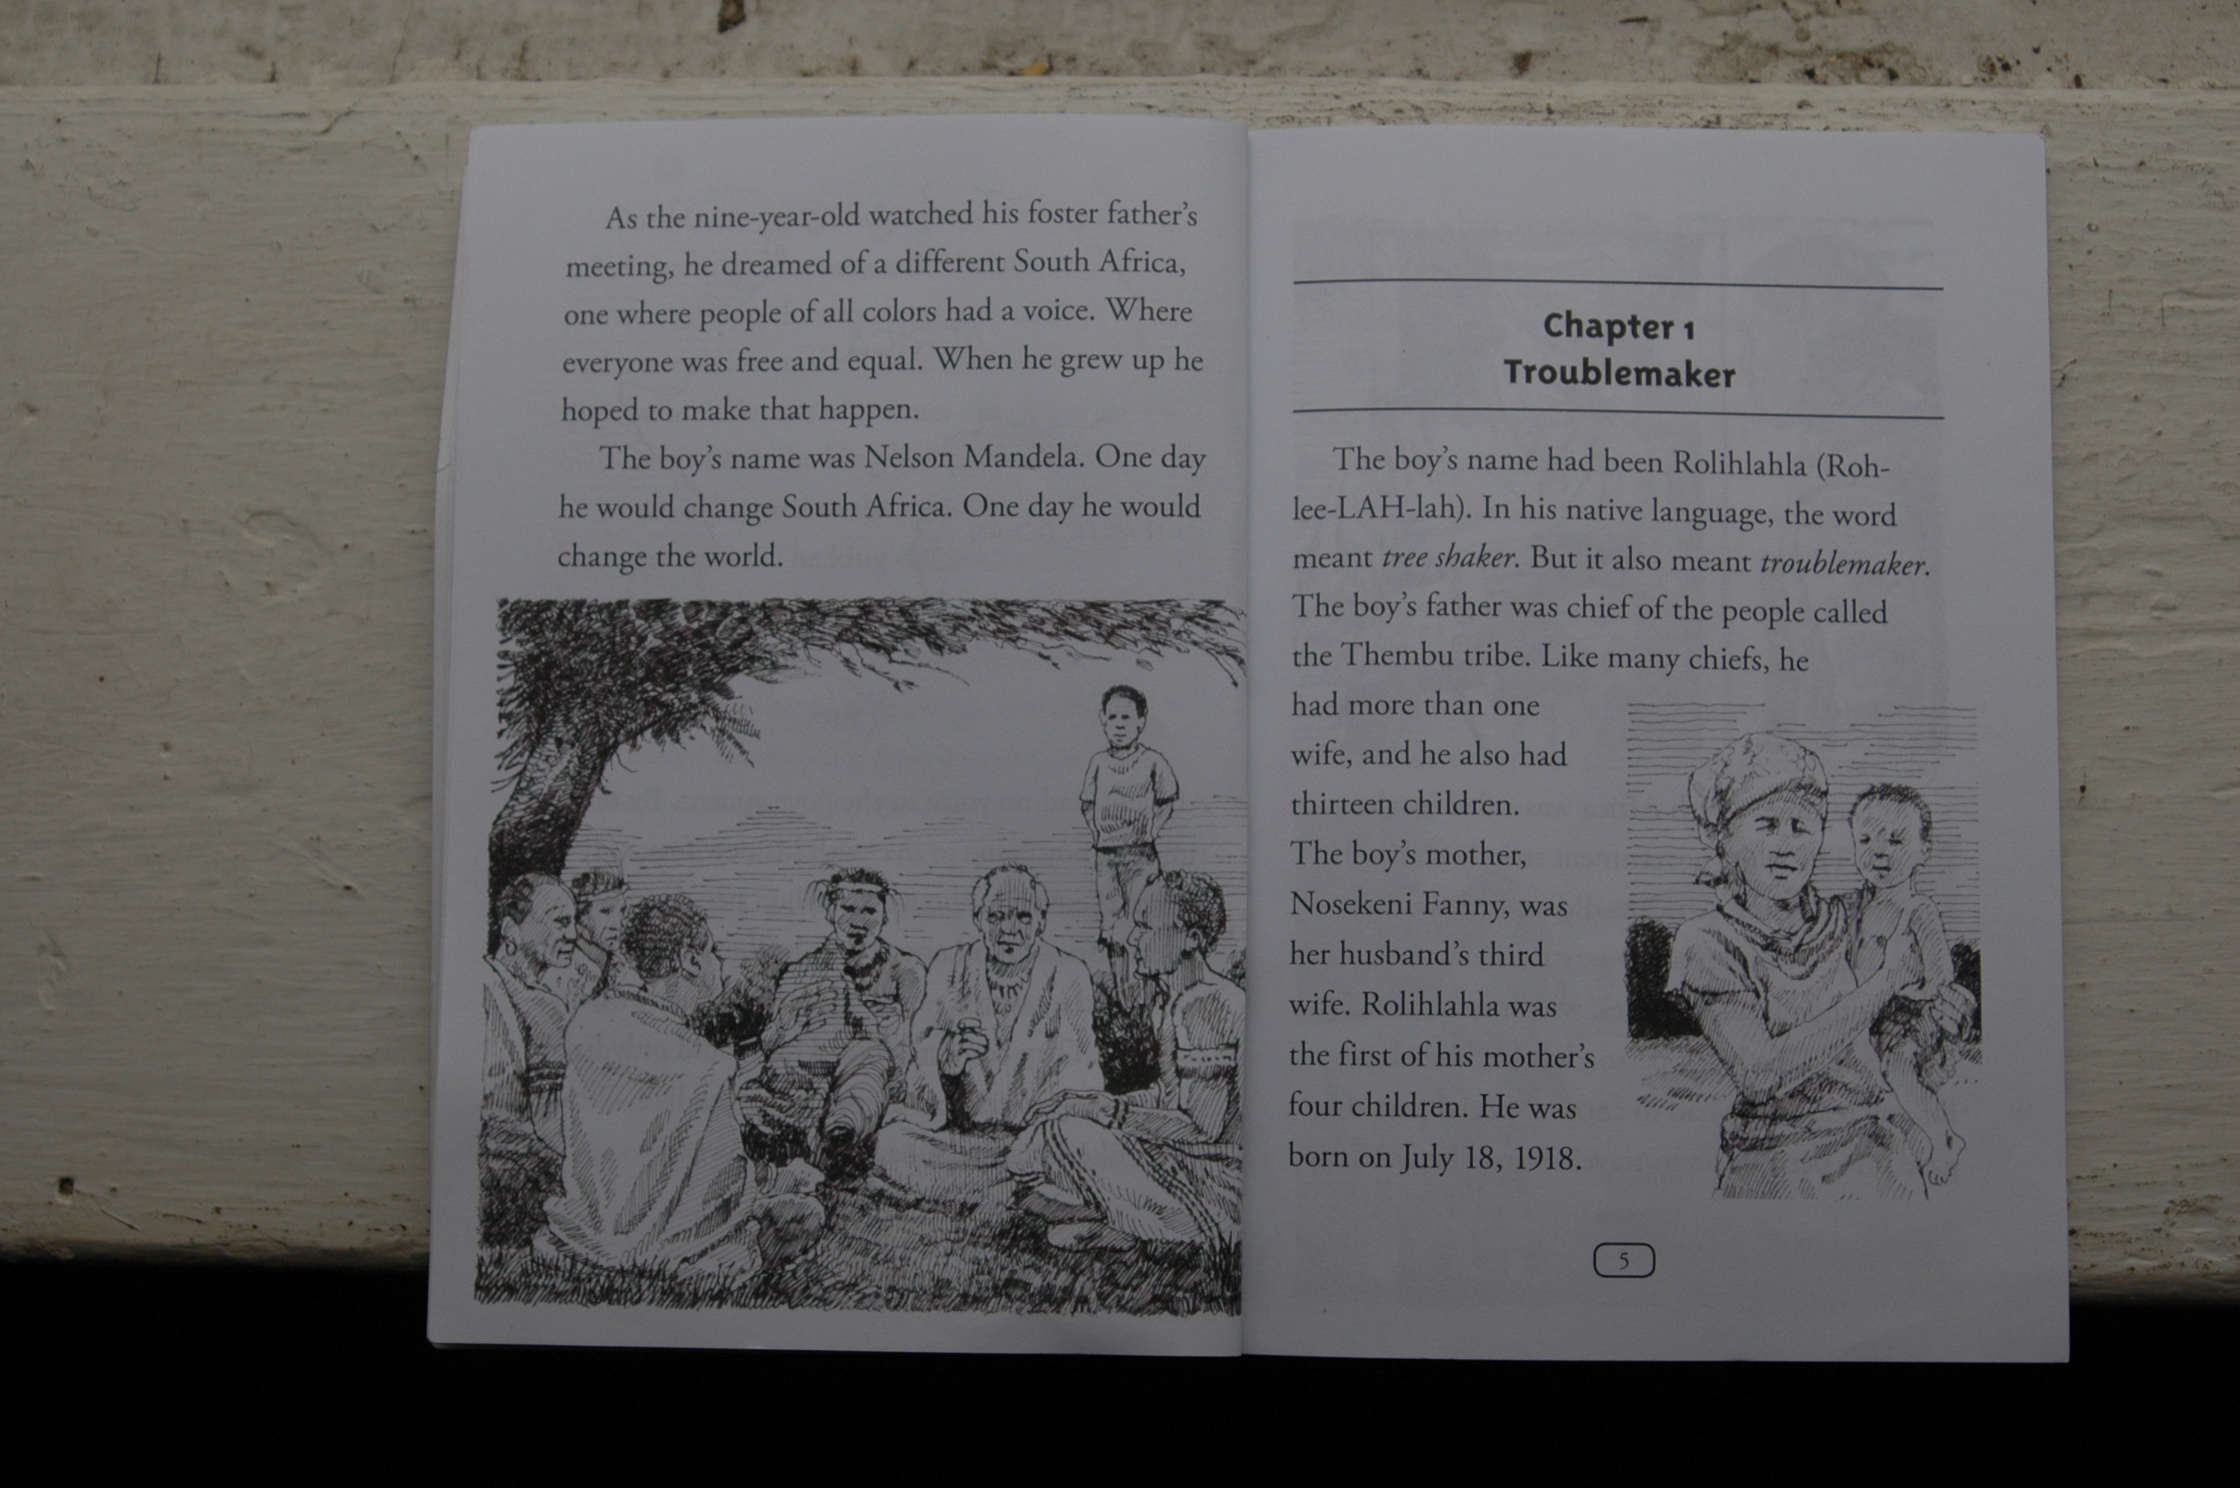 As the nine-year-old watched his foster father's
meeting, he dreamed of a different South Africa,
one where people of all colors had a voice. Where
everyone was free and equal. When he grew up he
hoped to make that happen.
The boy's name was Nelson Mandela. One day
he would change South Africa. One day he would
change the world.
Chapter 1
Troublemaker
The boy's name had been Rolihlahla (Roh-
lee-LAH-lah). In his native language, the word
meant tree shaker. But it also meant troublemaker.
The boy's father was chief of the people called
the Thembu tribe. Like many chiefs, he
had more than one
wife, and he also had
thirteen children.
The boy's mother,
Nosekeni Fanny, was
her husband's third
wife. Rolihlahla was
the first of his mother's
four children. He was
born on July 18, 1918.
5